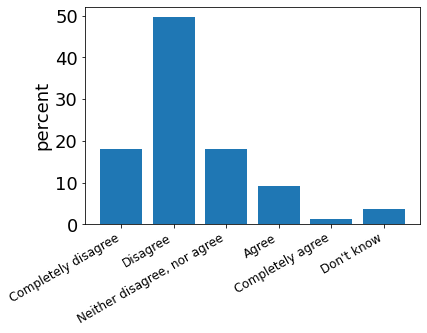 percent
50
40
30
20
10
0
Completely disagree
Disagree
Neither disagree, nor agree
Agree
Completely agree
Don't know